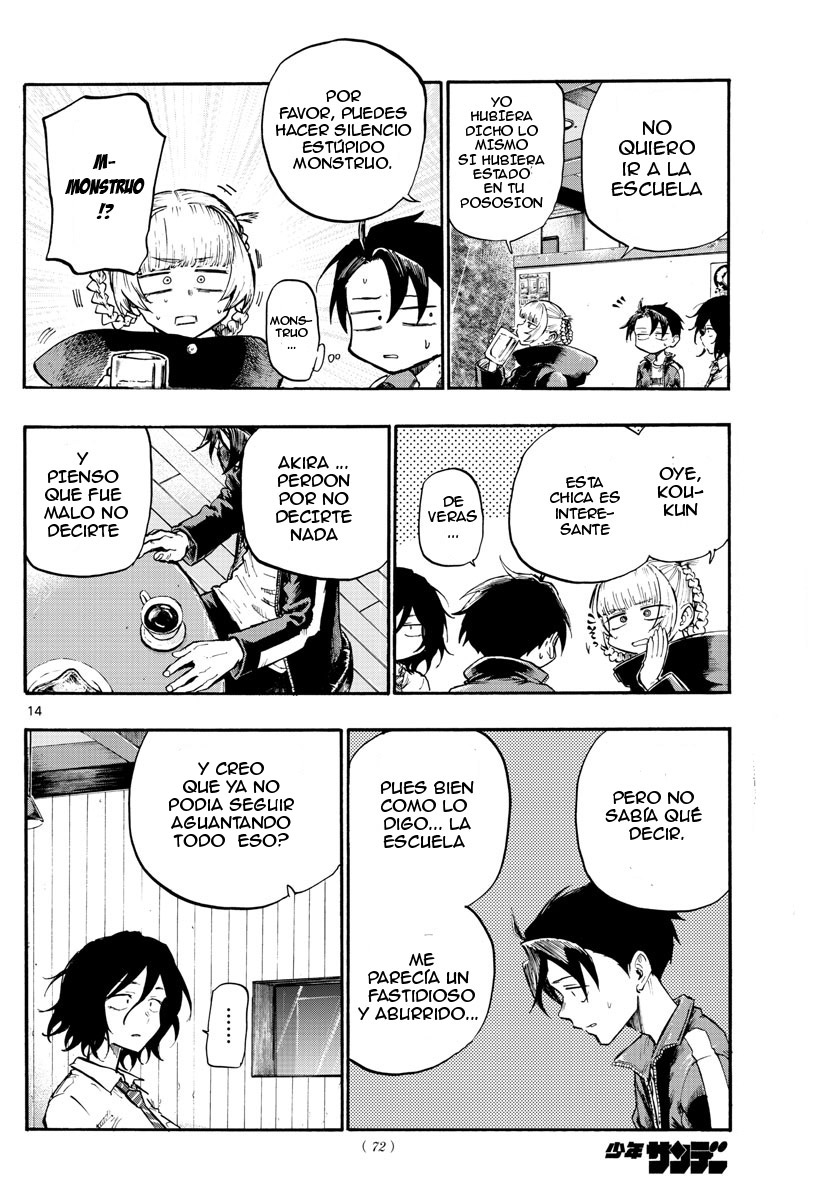 NO
QUIERO
IR A LA
ESCUELA
YO
HUBIERA
DICHO LO
MISMO
SI HUBIERA
ESTADO
EN TU
POSOSION
POR
FAVOR, PUEDES
HACER SILENCIO
ESTÚPIDO
MONSTRUO.
MONS-
TRUO
...
M-
MONSTRUO
!?
OYE,
KOU-
KUN
ESTA
CHICA ES
INTERE-
SANTE
DE
VERAS
...
AKIRA ...
PERDON
POR NO
DECIRTE
NADA
Y
PIENSO
QUE FUE
MALO NO
DECIRTE
14
PERO NO
SABÍA QUÉ
DECIR.
PUES BIEN
COMO LO
DIGO... LA
ESCUELA
ME
PARECÍA UN
FASTIDIOSO
Y ABURRIDO...
Y CREO
QUE YA NO
PODIA SEGUIR
AGUANTANDO
TODO ESO?
.....
( 72 )
少年サンデー